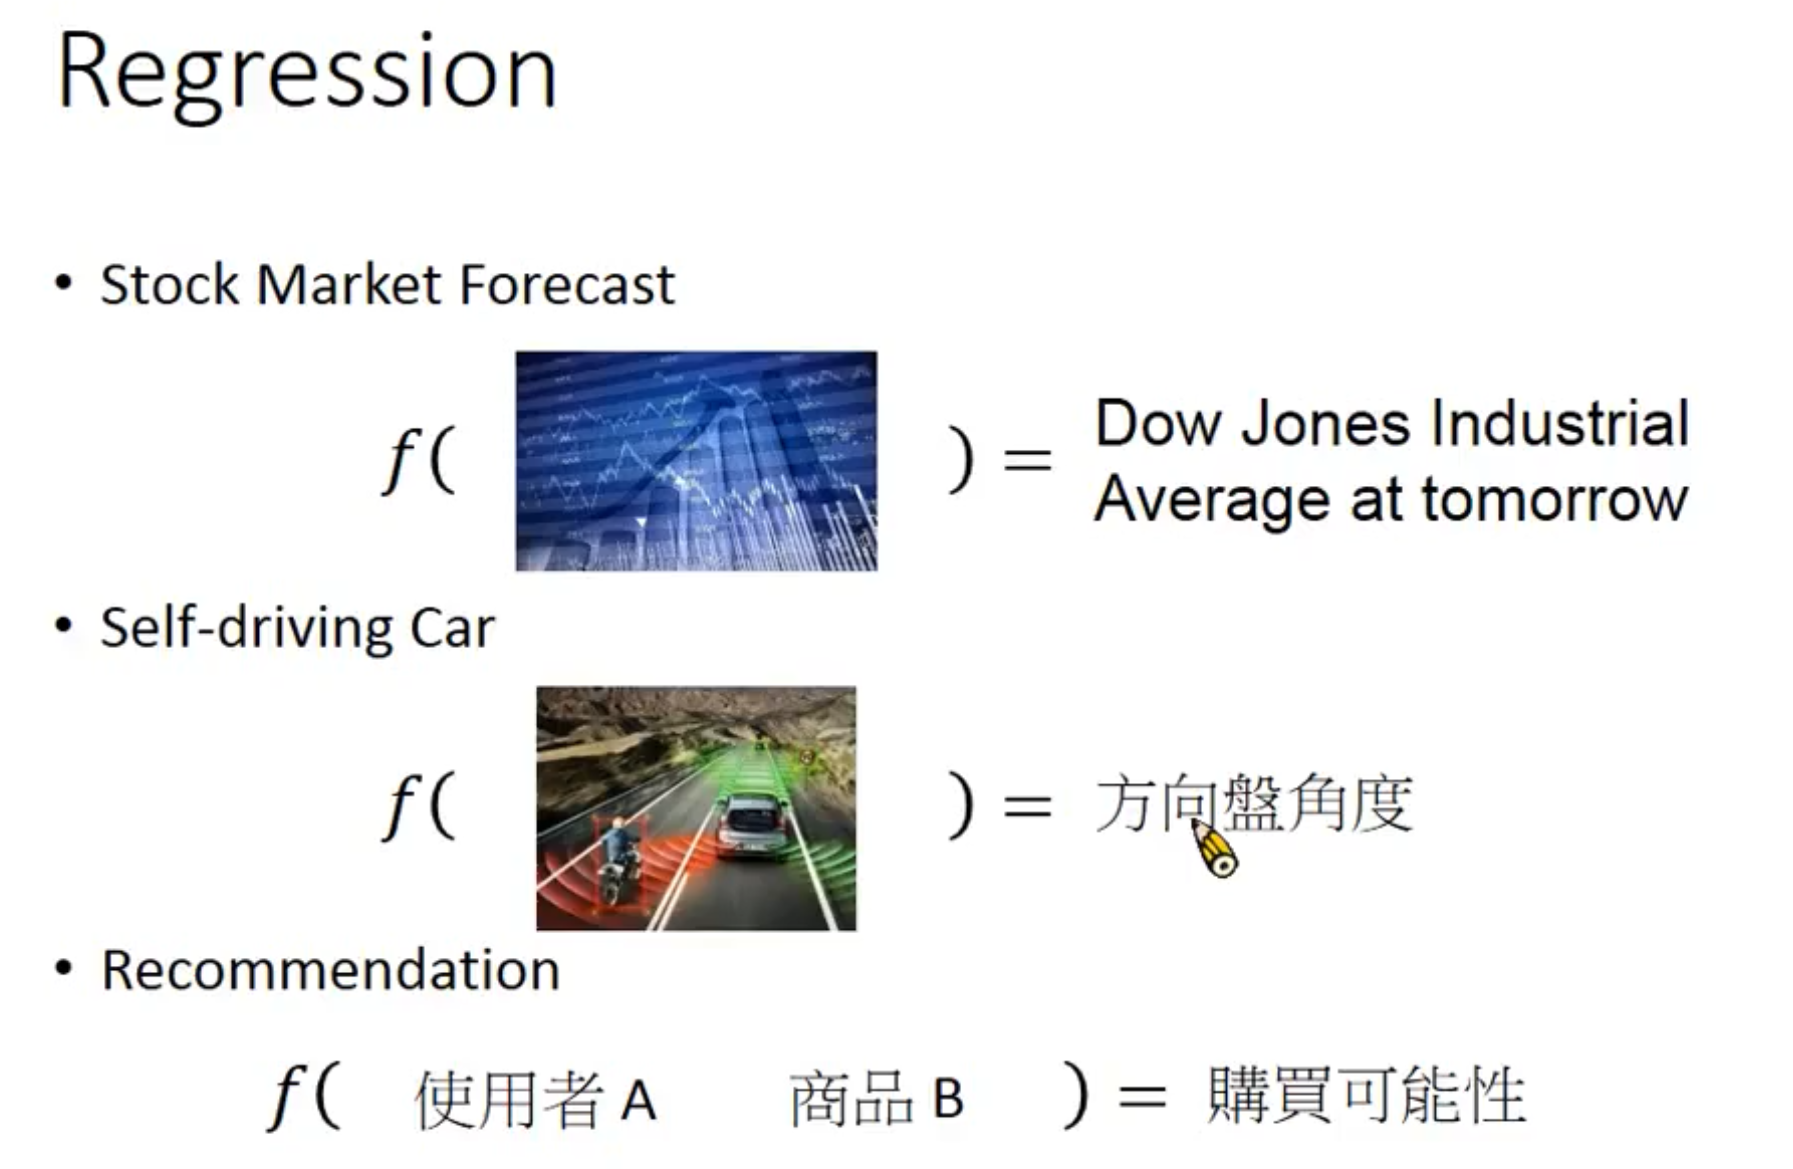 Regression
• Stock Market Forecast
f( ) = Dow Jones Industrial
Average at tomorrow
• Self-driving Car
f( ) = 方向盤角度
• Recommendation
f( 使用者 A 商品 B ) = 購買可能性